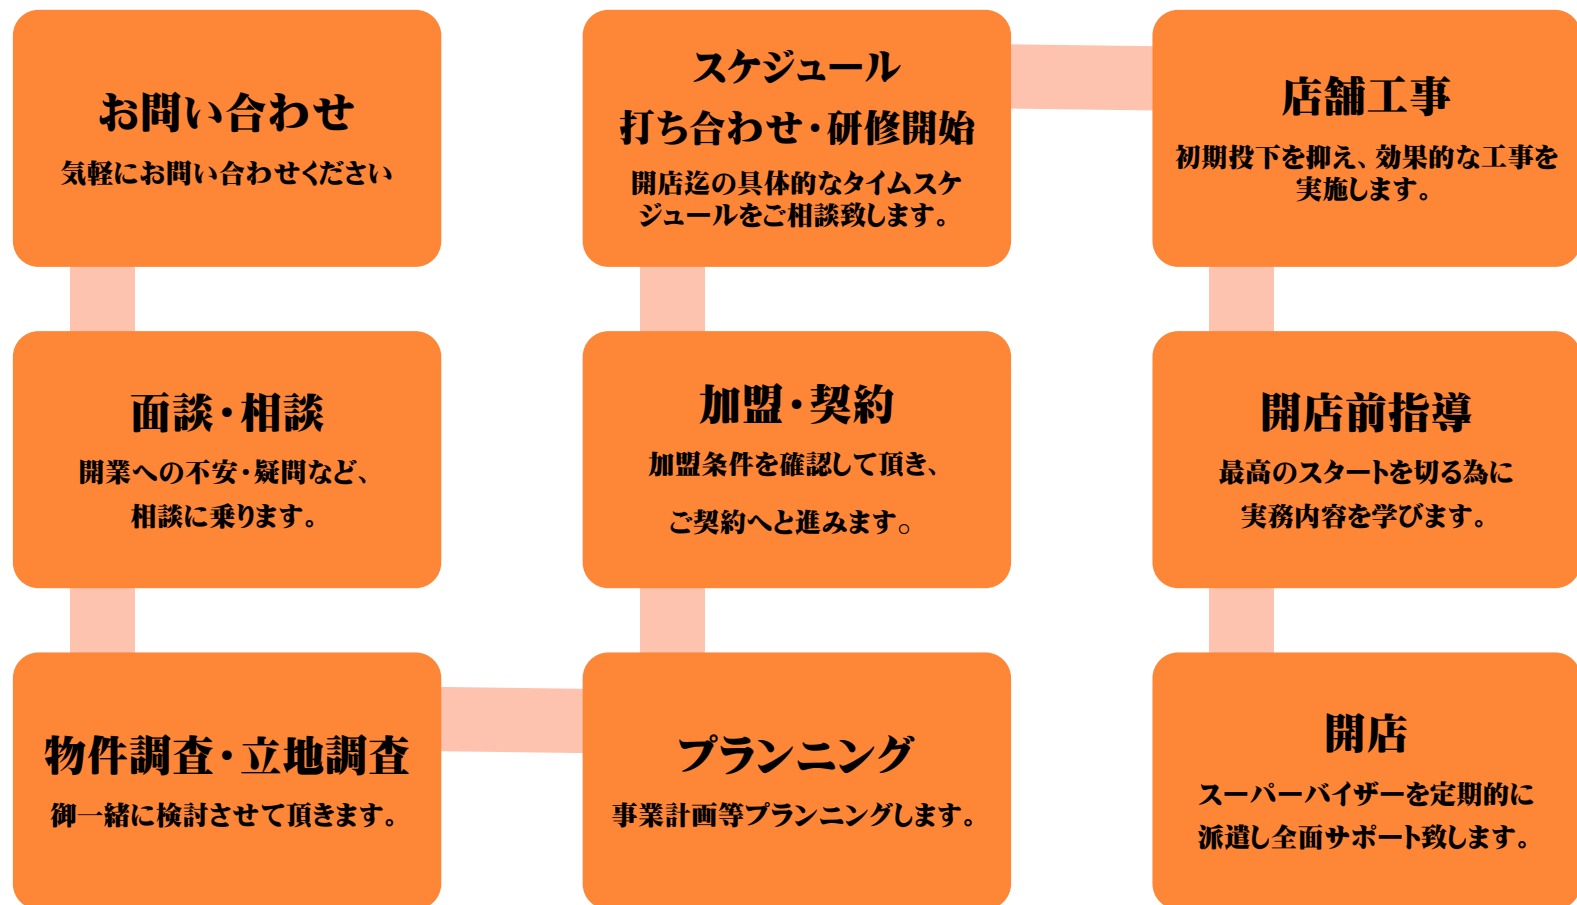 お問い合わせ
気軽にお問い合わせください
面談・相談
開業への不安・疑問など、
相談に乗ります。
物件調査・立地調査
御一緒に検討させて頂きます。
プランニング
事業計画等プランニングします。
加盟・契約
加盟条件を確認して頂き、
ご契約へと進みます。
スケジュール
打ち合わせ・研修開始
開店迄の具体的なタイムスケ
ジュールをご相談致します。
店舗工事
初期投下を抑え、効果的な工事を
実施します。
開店前指導
最高のスタートを切る為に
実務内容を学びます。
開店
スーパーバイザーを定期的に
派遣し全面サポート致します。